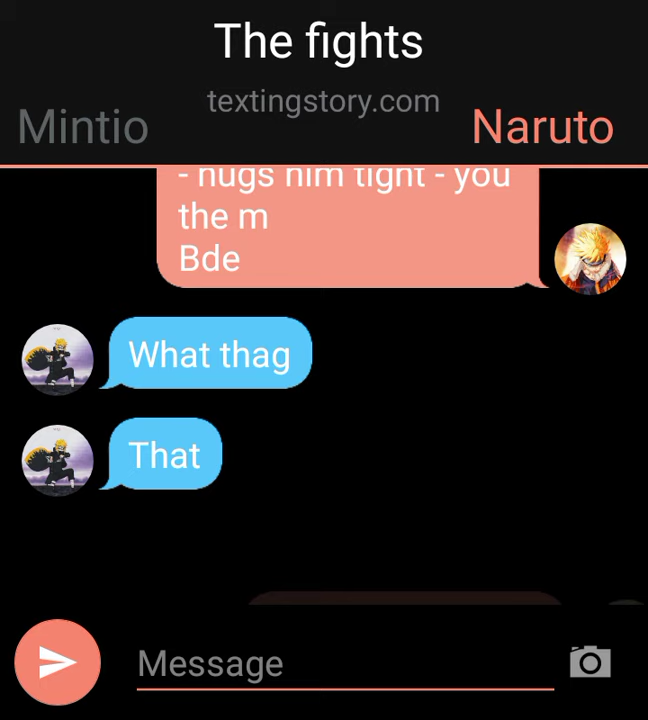 The fights
textingstory.com
Mintio
Naruto
- hugs him tight - you
the m
Bde
What thag
That
Message